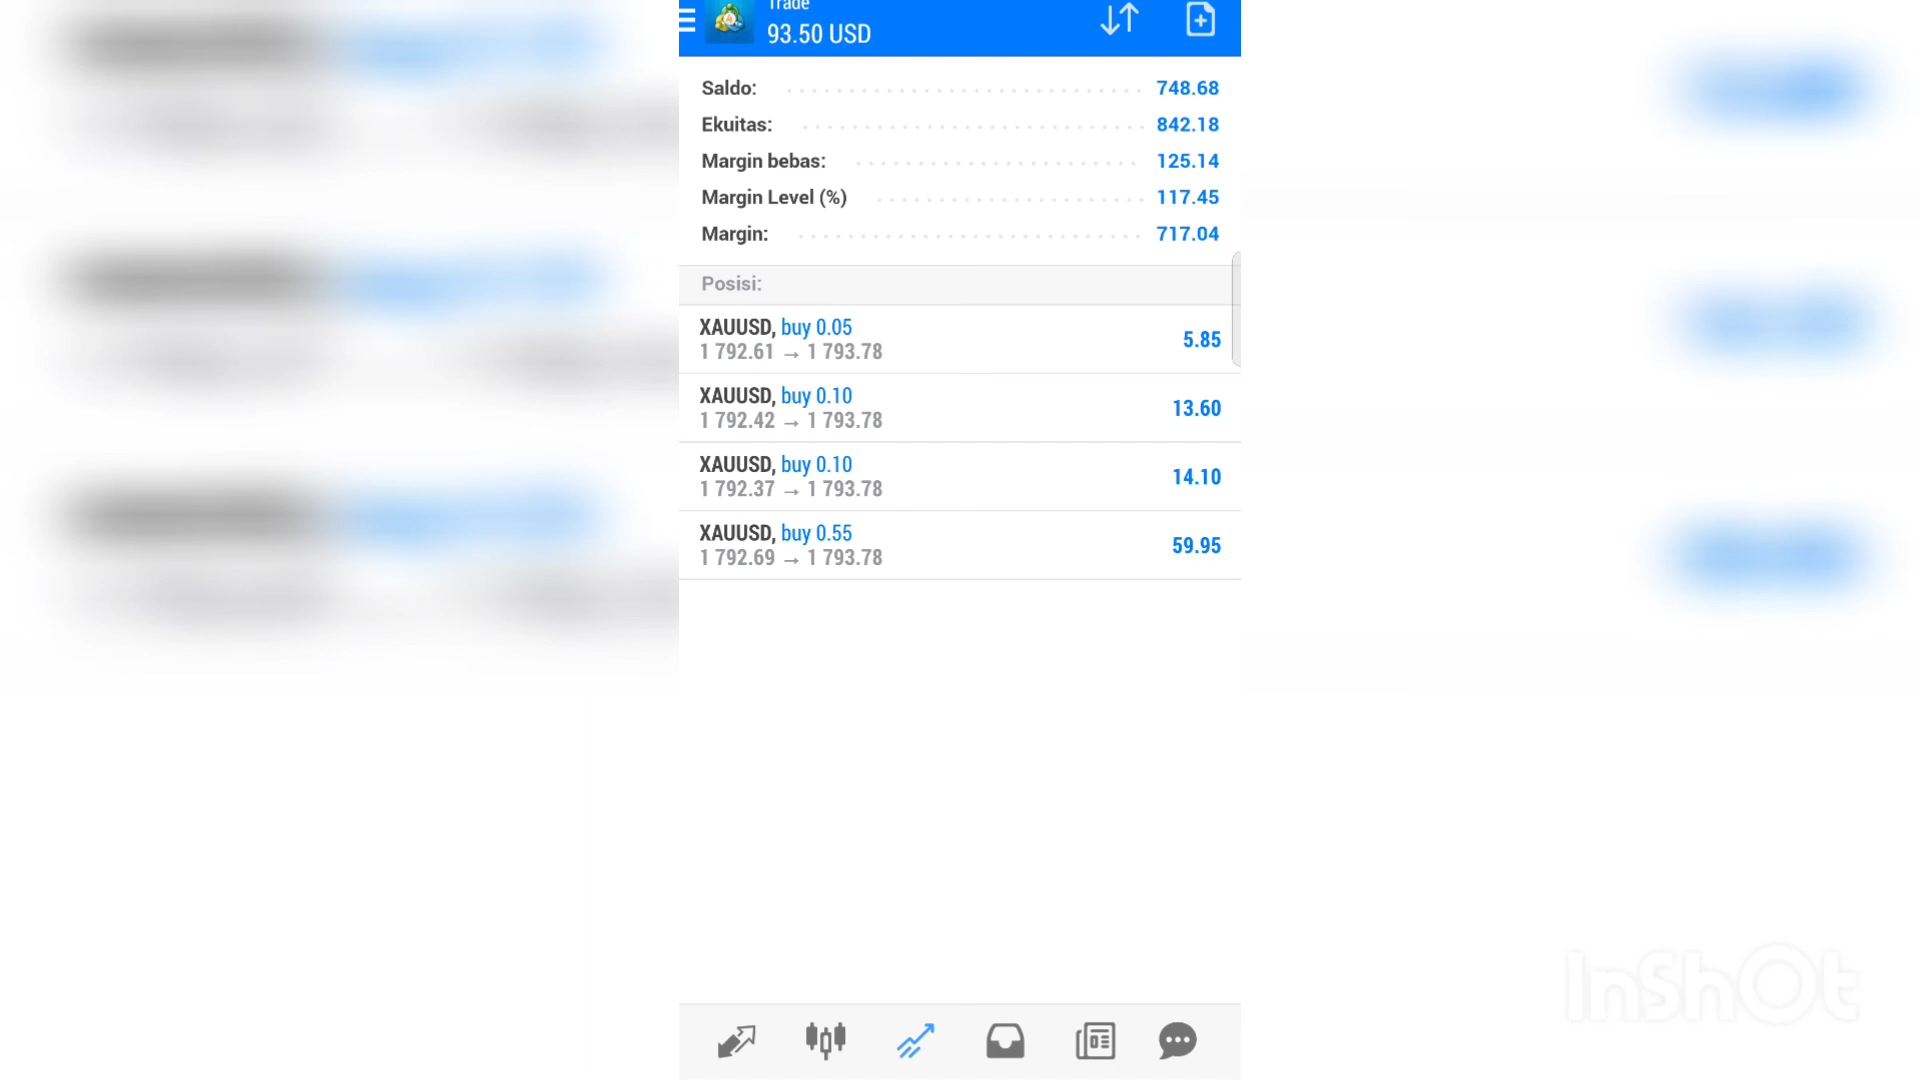 Trade
93.50 USD
Saldo: 748.68
Ekuitas: 842.18
Margin bebas: 125.14
Margin Level (%) 117.45
Margin: 717.04
Posisi:
XAUUSD, buy 0.05
1 792.61 → 1 793.78 5.85
XAUUSD, buy 0.10
1 792.42 → 1 793.78 13.60
XAUUSD, buy 0.10
1 792.37 → 1 793.78 14.10
XAUUSD, buy 0.55
1 792.69 → 1 793.78 59.95
InShOt